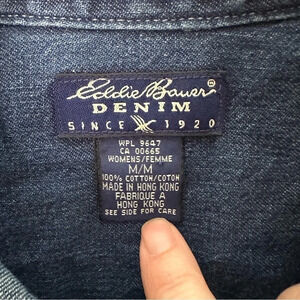 Eddie Bauer®
DENIM
SINCE 1920
WPL 9647
CA 00665
WOMENS/FEMME
M/M
100% COTTON/COTON
MADE IN HONG KONG
FABRIQUE A
HONG KONG
SEE SIDE FOR CARE